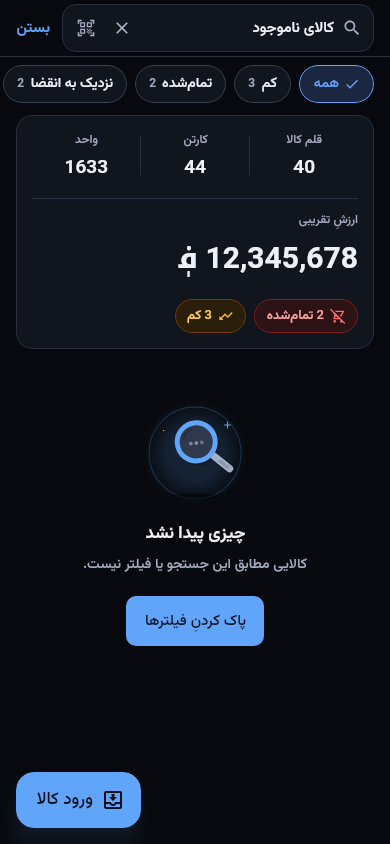 کالای ناموجود
بستن
همه
کم 3
تمام‌شده 2
نزدیک به انقضا 2
قلم کالا
40
کارتن
44
واحد
1633
ارزش تقریبی
12,345,678 ؋
2 تمام‌شده
3 کم
چیزی پیدا نشد
کالایی مطابق این جستجو یا فیلتر نیست.
پاک کردنِ فیلترها
ورود کالا